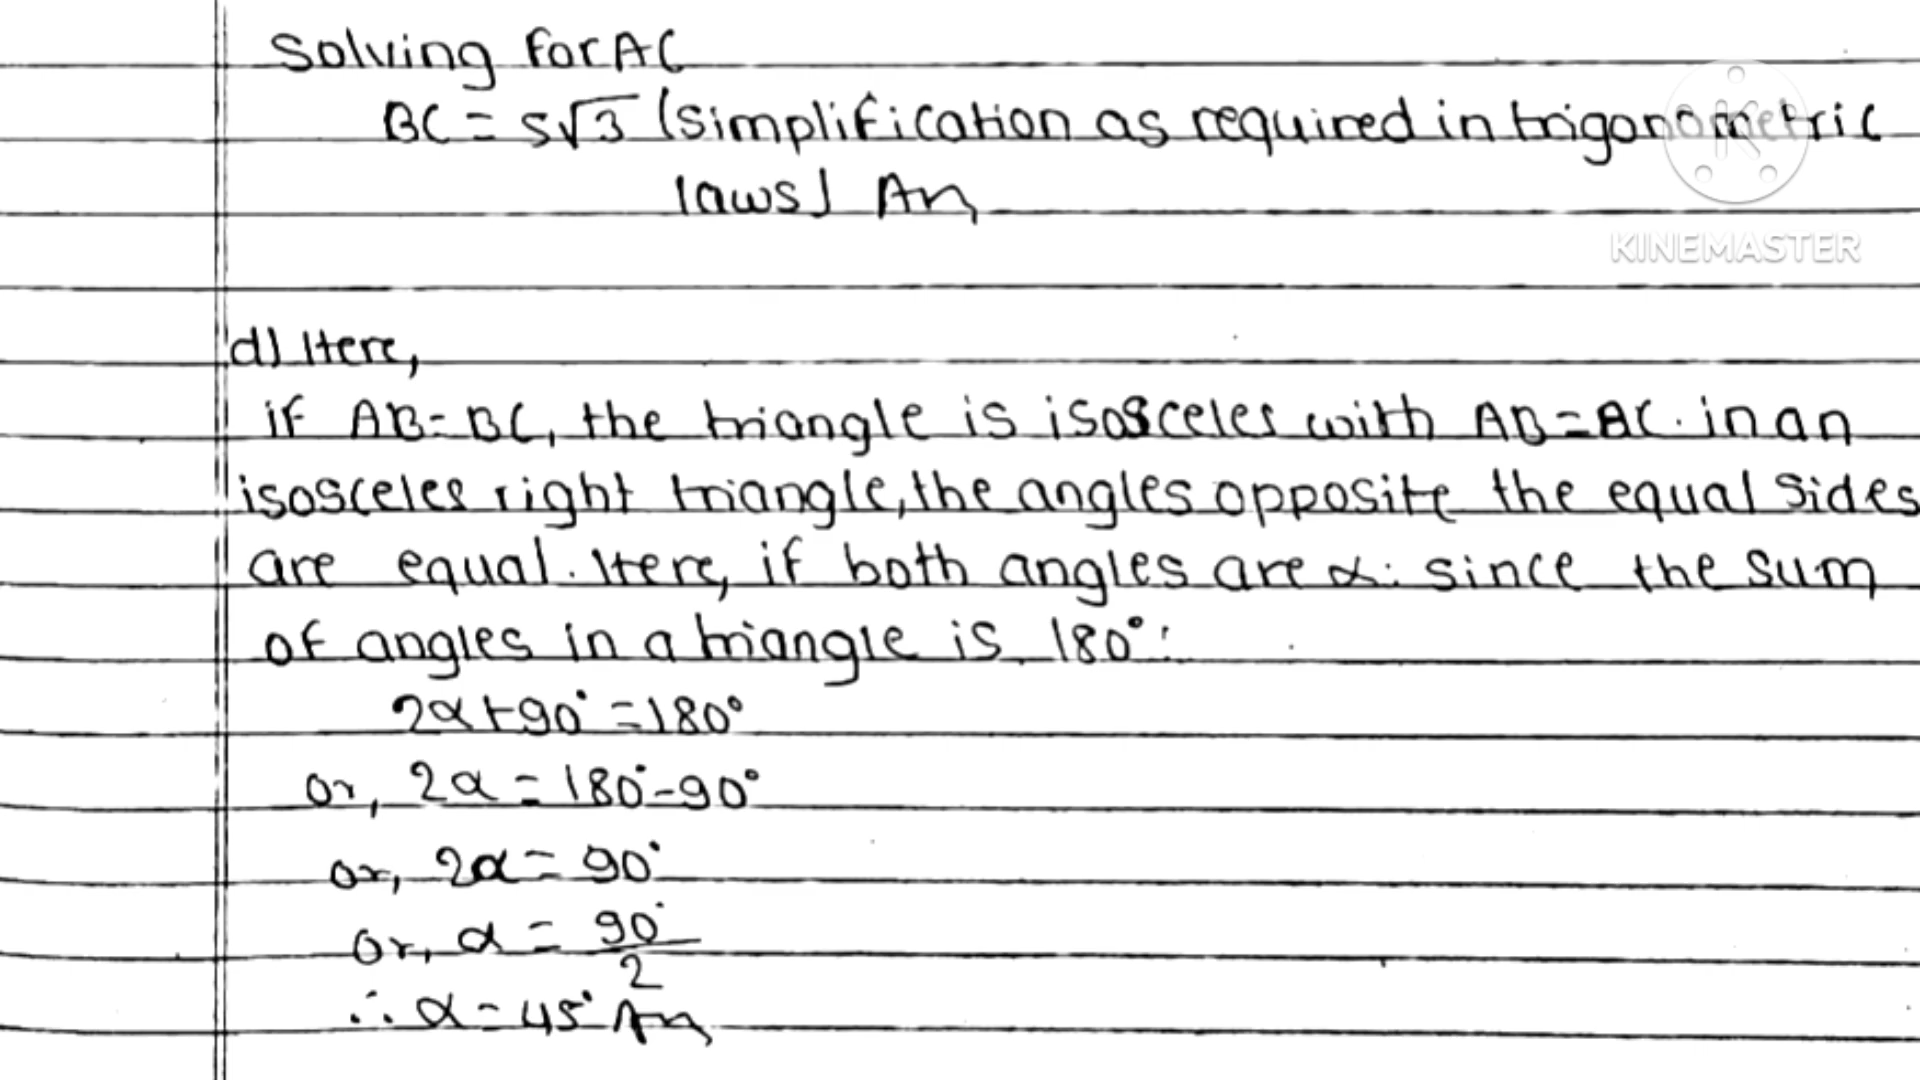 Solving for AC
BC = 5√3 (simplification as required in trigonometric
laws) Ans
KINEMASTER
d) Here,
if AB=BC, the triangle is isosceles with AB=BC. in an
isosceles right triangle, the angles opposite the equal sides
are equal. Here, if both angles are α. since the sum
of angles in a triangle is 180°:
2α+90°=180°
or, 2α=180°-90°
or, 2α=90°
or, α=90°/2
∴ α=45° Ans